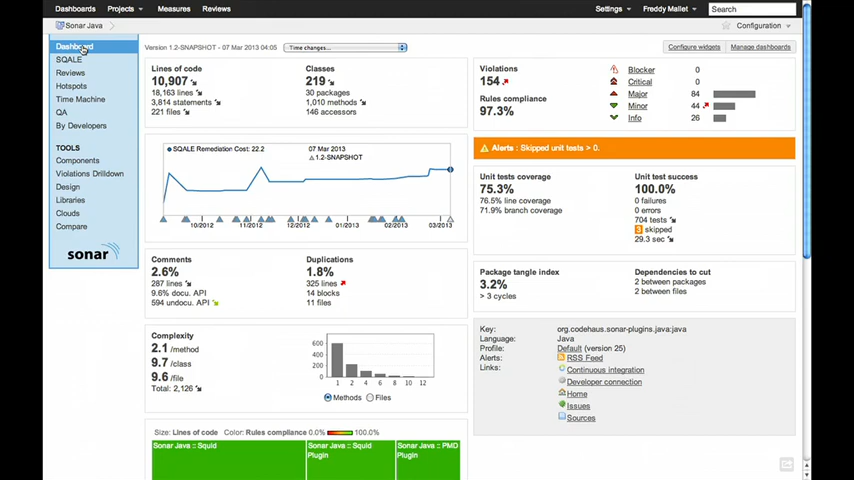 Dashboards Projects Measures Reviews Settings Freddy Mallet Search
Sonar Java Configuration
Dashboard
SQALE
Reviews
Hotspots
Time Machine
QA
By Developers
TOOLS
Components
Violations Drilldown
Design
Libraries
Clouds
Compare
sonar
Version 1.2-SNAPSHOT - 07 Mar 2013 04:05 Time changes... Configure widgets Manage dashboards
Lines of code
10,907
18,163 lines
3,814 statements
221 files
Classes
219
30 packages
1,010 methods
146 accessors
SQALE Remediation Cost: 22.2 07 Mar 2013
1.2-SNAPSHOT
10/2012 11/2012 12/2012 01/2013 02/2013 03/2013
Comments
2.6%
287 lines
9.6% docu. API
594 undocu. API
Duplications
1.8%
325 lines
14 blocks
11 files
Complexity
2.1 /method
9.7 /class
9.6 /file
Total: 2,126
600
400
200
0
1 2 4 6 8 10 12
Methods Files
Size: Lines of code Color: Rules compliance 0.0% 100.0%
Sonar Java :: Squid
Sonar Java :: Squid Plugin
Sonar Java :: PMD Plugin
Violations
154
Rules compliance
97.3%
Blocker 0
Critical 0
Major 84
Minor 44
Info 26
Alerts : Skipped unit tests > 0.
Unit tests coverage
75.3%
76.5% line coverage
71.9% branch coverage
Unit test success
100.0%
0 failures
0 errors
704 tests
3 skipped
29.3 sec
Package tangle index
3.2%
> 3 cycles
Dependencies to cut
2 between packages
2 between files
Key: org.codehaus.sonar-plugins.java:java
Language: Java
Profile: Default (version 25)
Alerts: RSS Feed
Links: Continuous integration
Developer connection
Home
Issues
Sources